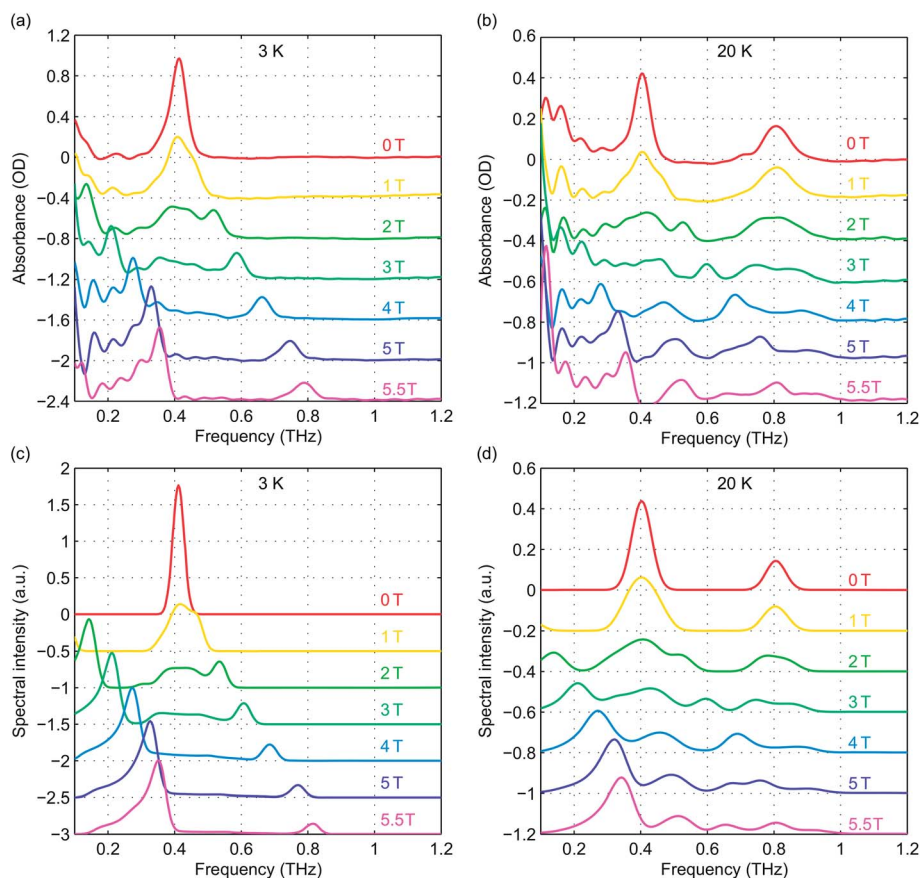 (a)
3 K
1.2
0.8
0.4
0
−0.4
−0.8
−1.2
−1.6
−2
−2.4
Absorbance (OD)
0 T
1 T
2 T
3 T
4 T
5 T
5.5T
0.2
0.4
0.6
0.8
1
1.2
Frequency (THz)
(b)
20 K
0.6
0.4
0.2
0
−0.2
−0.4
−0.6
−0.8
−1
−1.2
Absorbance (OD)
0 T
1 T
2 T
3 T
4 T
5 T
5.5T
0.2
0.4
0.6
0.8
1
1.2
Frequency (THz)
(c)
3 K
2
1.5
1
0.5
0
−0.5
−1
−1.5
−2
−2.5
−3
Spectral intensity (a.u.)
0 T
1 T
2 T
3 T
4 T
5 T
5.5T
0.2
0.4
0.6
0.8
1
1.2
Frequency (THz)
(d)
20 K
0.6
0.4
0.2
0
−0.2
−0.4
−0.6
−0.8
−1
−1.2
Spectral intensity (a.u.)
0 T
1 T
2 T
3 T
4 T
5 T
5.5T
0.2
0.4
0.6
0.8
1
1.2
Frequency (THz)